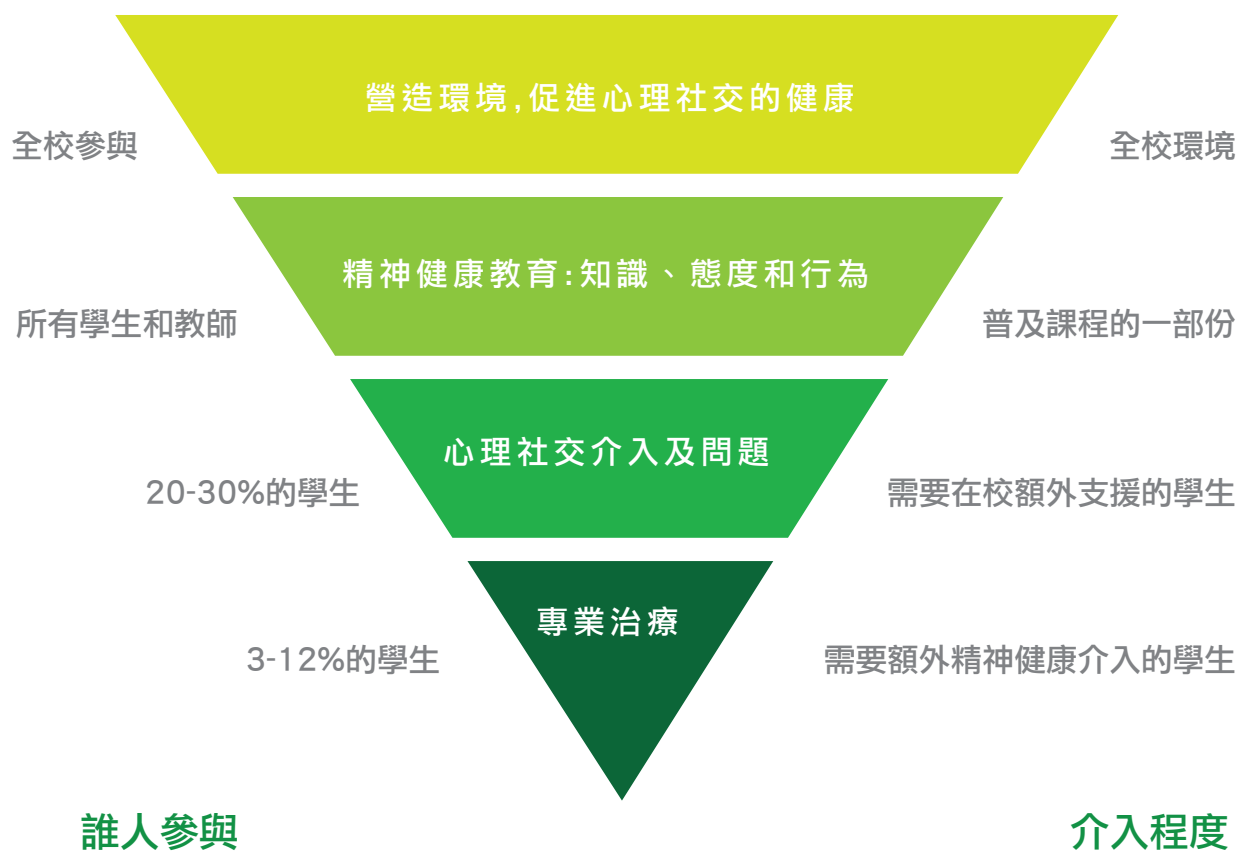 營造環境,促進心理社交的健康
全校參與
全校環境
精神健康教育:知識、態度和行為
所有學生和教師
普及課程的一部份
心理社交介入及問題
20-30%的學生
需要在校額外支援的學生
專業治療
3-12%的學生
需要額外精神健康介入的學生
誰人參與
介入程度